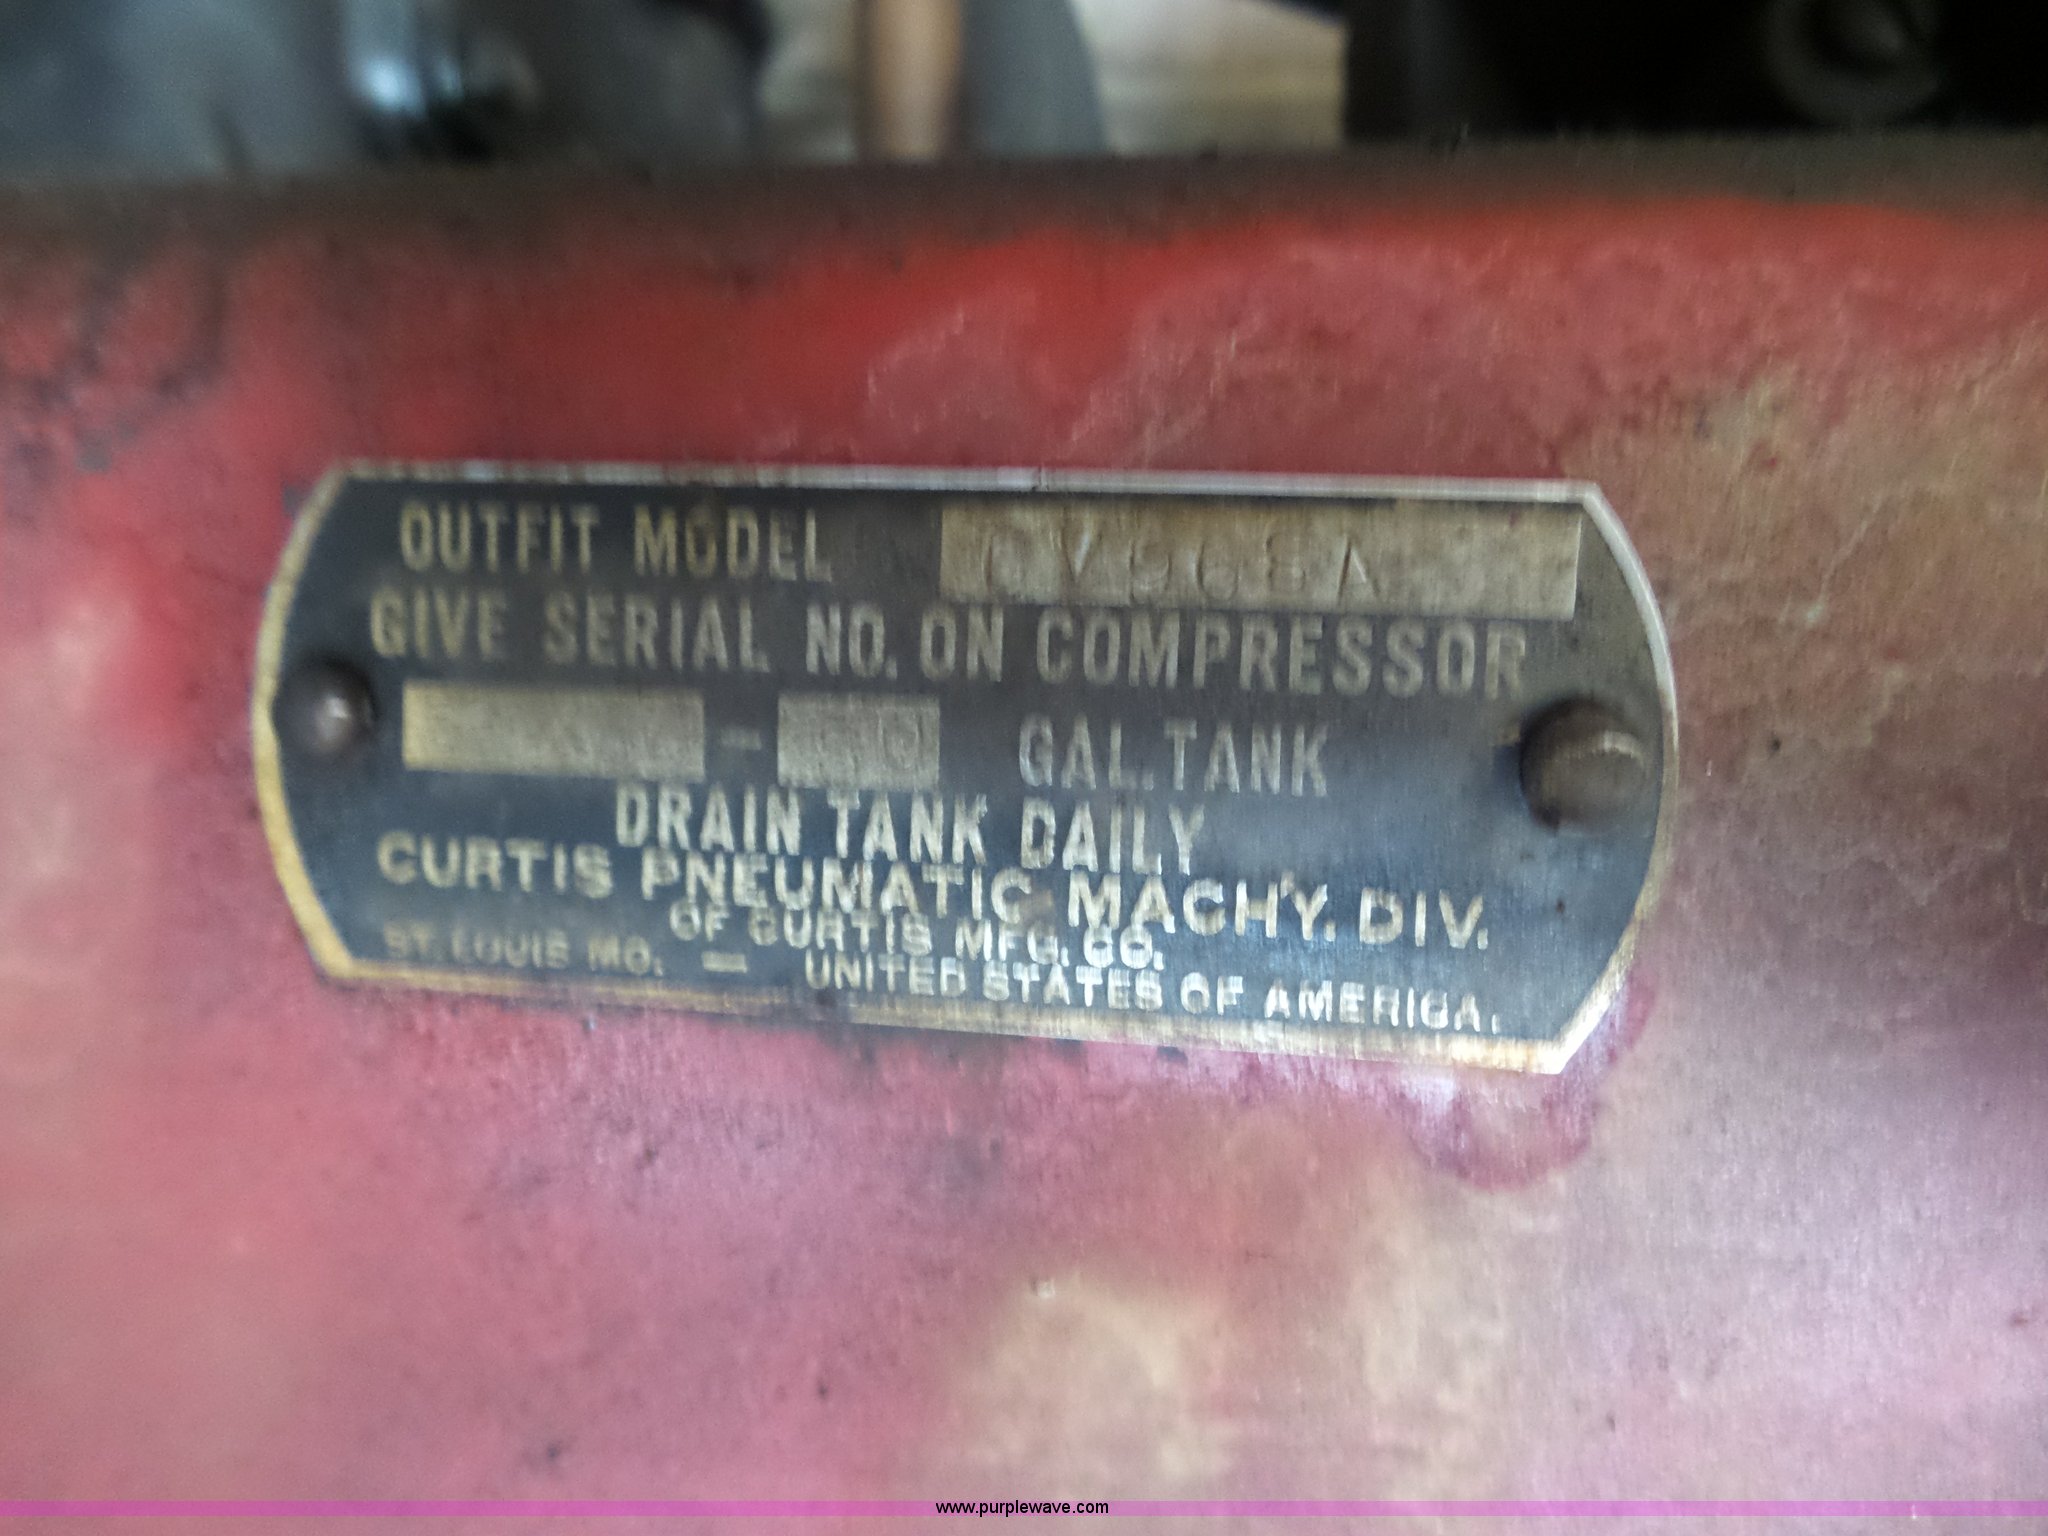 OUTFIT MODEL
GIVE SERIAL NO. ON COMPRESSOR
- GAL. TANK
DRAIN TANK DAILY
CURTIS PNEUMATIC MACH'Y. DIV.
OF CURTIS MFG. CO.
ST. LOUIS MO. — UNITED STATES OF AMERICA.
www.purplewave.com